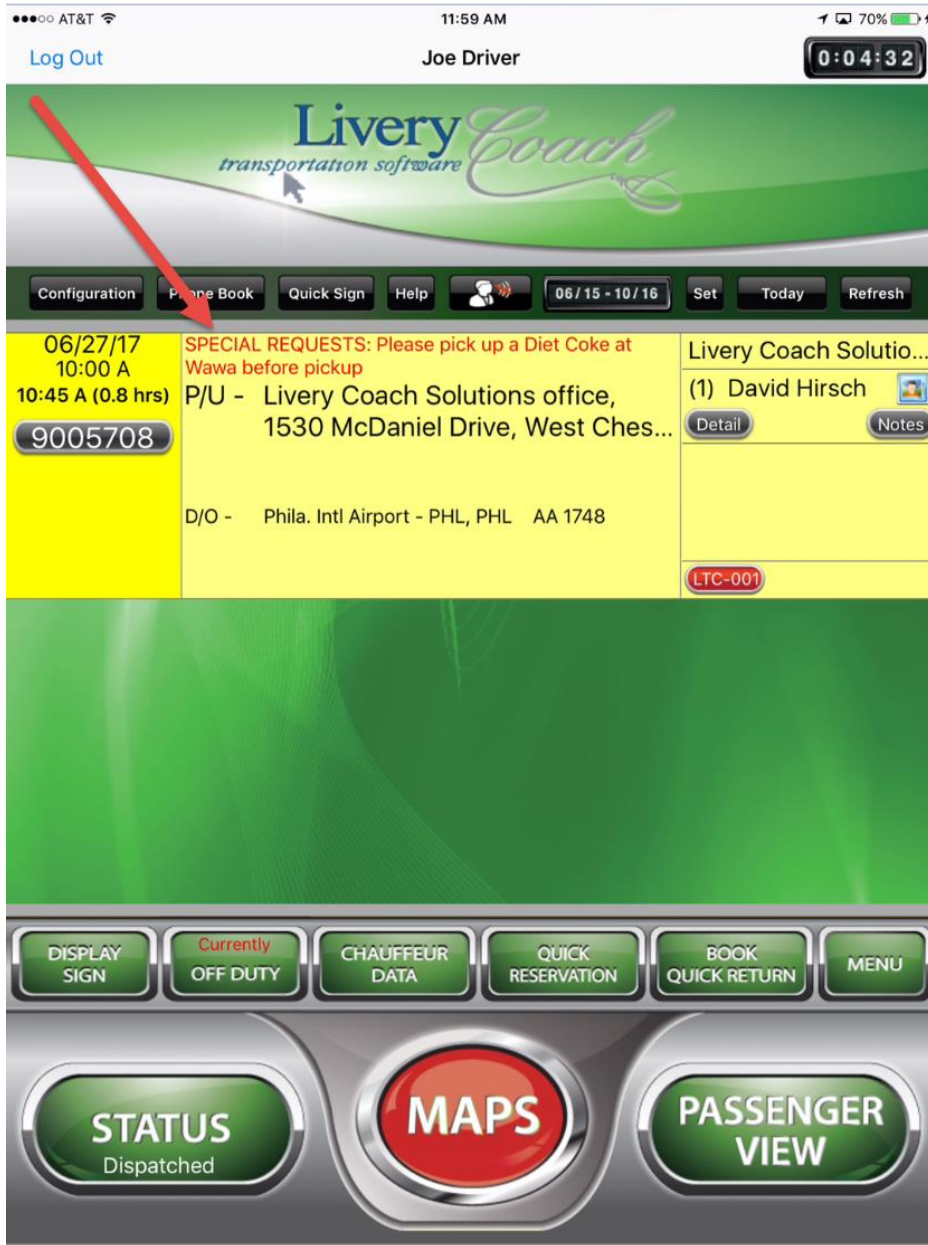 AT&T 11:59 AM 70%
Log Out Joe Driver 0:04:32
Livery Coach
transportation software
Configuration Phone Book Quick Sign Help 06/15-10/16 Set Today Refresh
06/27/17
10:00 A
10:45 A (0.8 hrs)
9005708
SPECIAL REQUESTS: Please pick up a Diet Coke at
Wawa before pickup
P/U - Livery Coach Solutions office,
1530 McDaniel Drive, West Ches...
D/O - Phila. Intl Airport - PHL, PHL AA 1748
Livery Coach Solutio...
(1) David Hirsch
Detail Notes
LTC-001
DISPLAY
SIGN
Currently
OFF DUTY
CHAUFFEUR
DATA
QUICK
RESERVATION
BOOK
QUICK RETURN
MENU
STATUS
Dispatched
MAPS
PASSENGER
VIEW